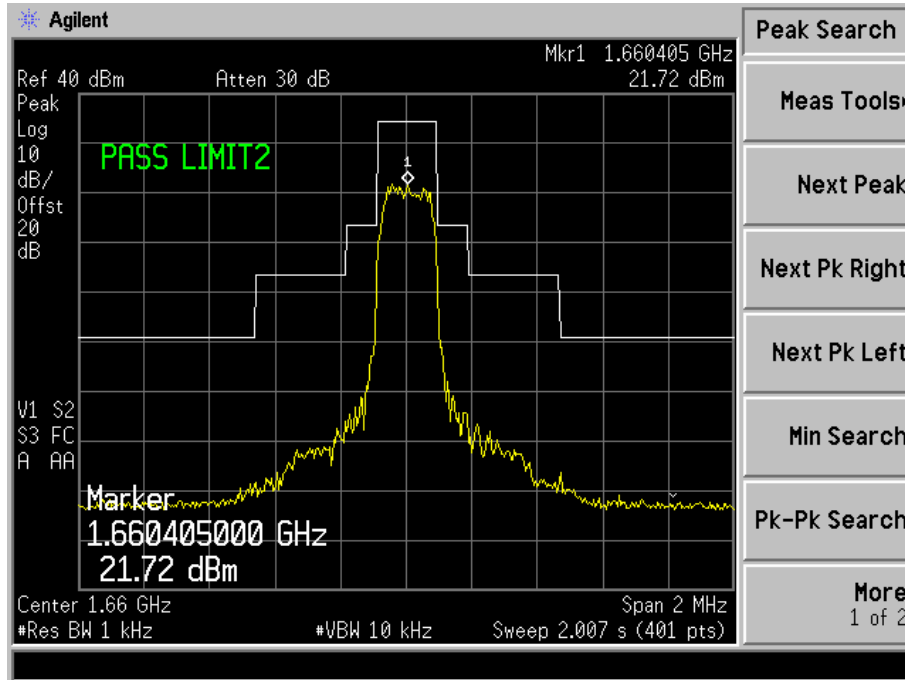 Agilent
Peak Search
Mkr1 1.660405 GHz
Ref 40 dBm Atten 30 dB 21.72 dBm
Peak
Log
10
dB/
Offst
20
dB
PASS LIMIT2
1
V1 S2
S3 FC
A AA
Marker
1.660405000 GHz
21.72 dBm
Center 1.66 GHz Span 2 MHz
#Res BW 1 kHz #VBW 10 kHz Sweep 2.007 s (401 pts)
Meas Tools
Next Peak
Next Pk Right
Next Pk Left
Min Search
Pk-Pk Search
More
1 of 2